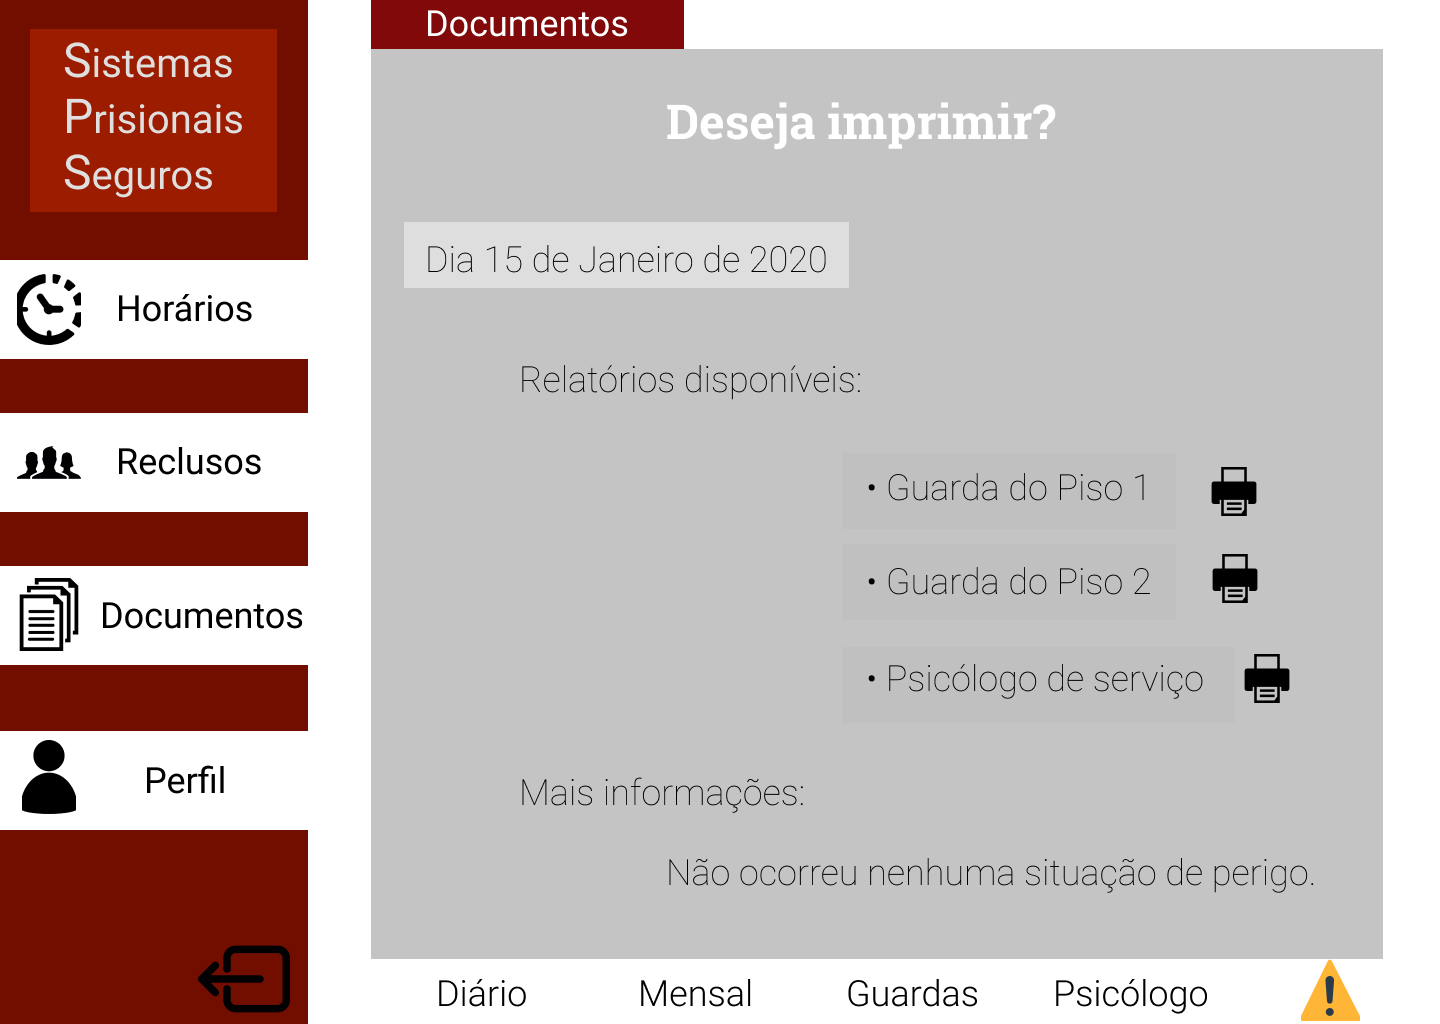 Sistemas
Prisionais
Seguros
Horários
Reclusos
Documentos
Perfil
Documentos
Deseja imprimir?
Dia 15 de Janeiro de 2020
Relatórios disponíveis:
• Guarda do Piso 1
• Guarda do Piso 2
• Psicólogo de serviço
Mais informações:
Não ocorreu nenhuma situação de perigo.
Diário Mensal Guardas Psicólogo